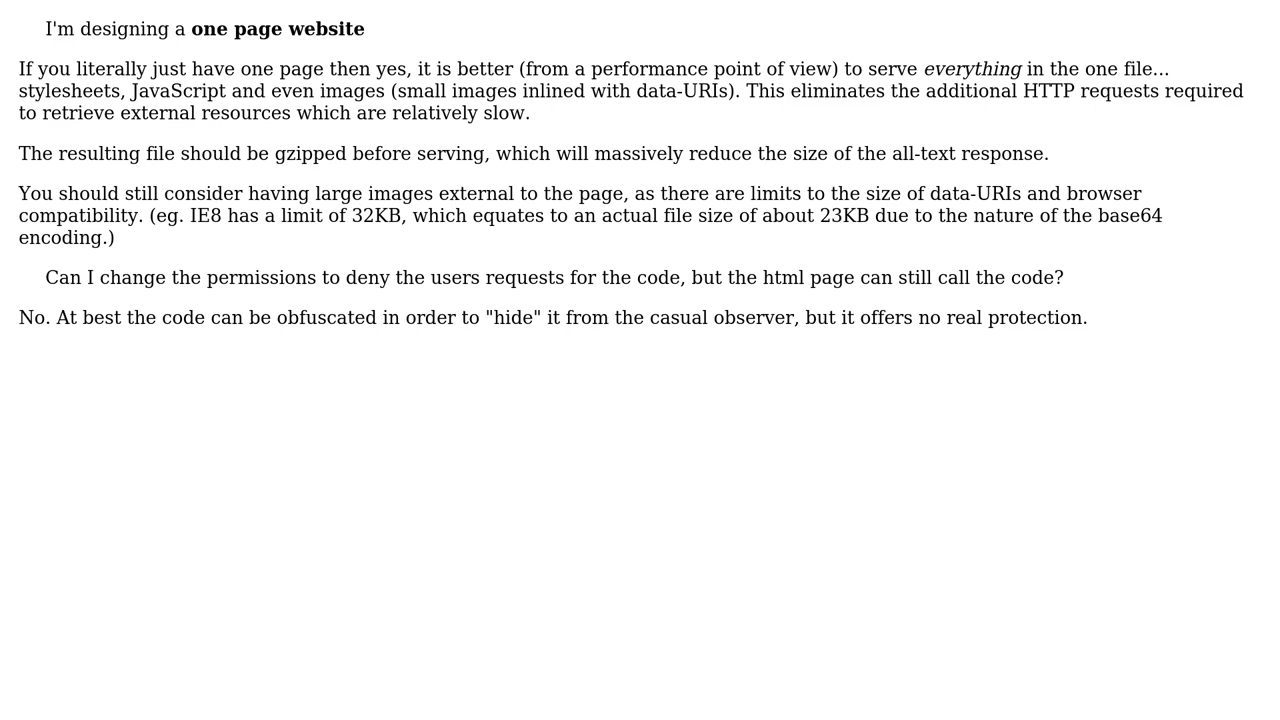 I'm designing a one page website
If you literally just have one page then yes, it is better (from a performance point of view) to serve everything in the one file...
stylesheets, JavaScript and even images (small images inlined with data-URIs). This eliminates the additional HTTP requests required
to retrieve external resources which are relatively slow.
The resulting file should be gzipped before serving, which will massively reduce the size of the all-text response.
You should still consider having large images external to the page, as there are limits to the size of data-URIs and browser
compatibility. (eg. IE8 has a limit of 32KB, which equates to an actual file size of about 23KB due to the nature of the base64
encoding.)
Can I change the permissions to deny the users requests for the code, but the html page can still call the code?
No. At best the code can be obfuscated in order to "hide" it from the casual observer, but it offers no real protection.